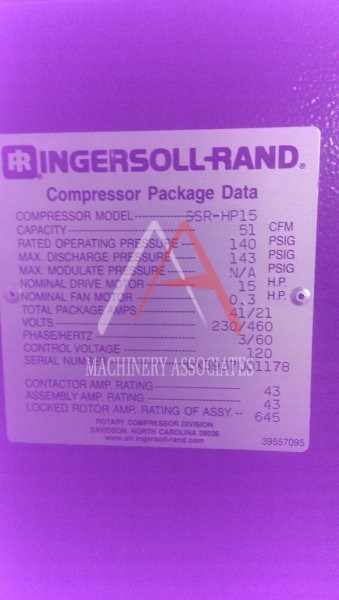 IR INGERSOLL-RAND®
Compressor Package Data
COMPRESSOR MODEL SSR-HP15
CAPACITY 51 CFM
RATED OPERATING PRESSURE 140 PSIG
MAX. DISCHARGE PRESSURE 143 PSIG
MAX. MODULATE PRESSURE N/A PSIG
NOMINAL DRIVE MOTOR 15 H.P.
NOMINAL FAN MOTOR 0.3 H.P.
TOTAL PACKAGE AMPS 41/21
VOLTS 230/460
PHASE/HERTZ 3/60
CONTROL VOLTAGE 120
MACHINERY ASSOCIATES
CONTACTOR AMP. RATING 43
ASSEMBLY AMP. RATING 43
LOCKED ROTOR AMP. RATING OF ASSY. 645
ROTARY COMPRESSOR DIVISION
DAVIDSON, NORTH CAROLINA 28036
www.air.ingersoll-rand.com
39557095